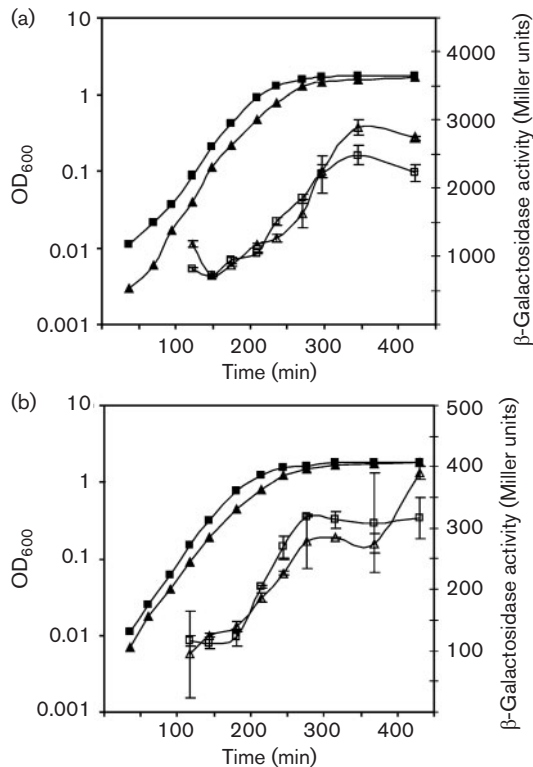 (a)
10
1
0.1
0.01
0.001
OD600
4000
3000
2000
1000
β-Galactosidase activity (Miller units)
100 200 300 400
Time (min)
(b)
10
1
0.1
0.01
0.001
OD600
500
400
300
200
100
β-Galactosidase activity (Miller units)
100 200 300 400
Time (min)